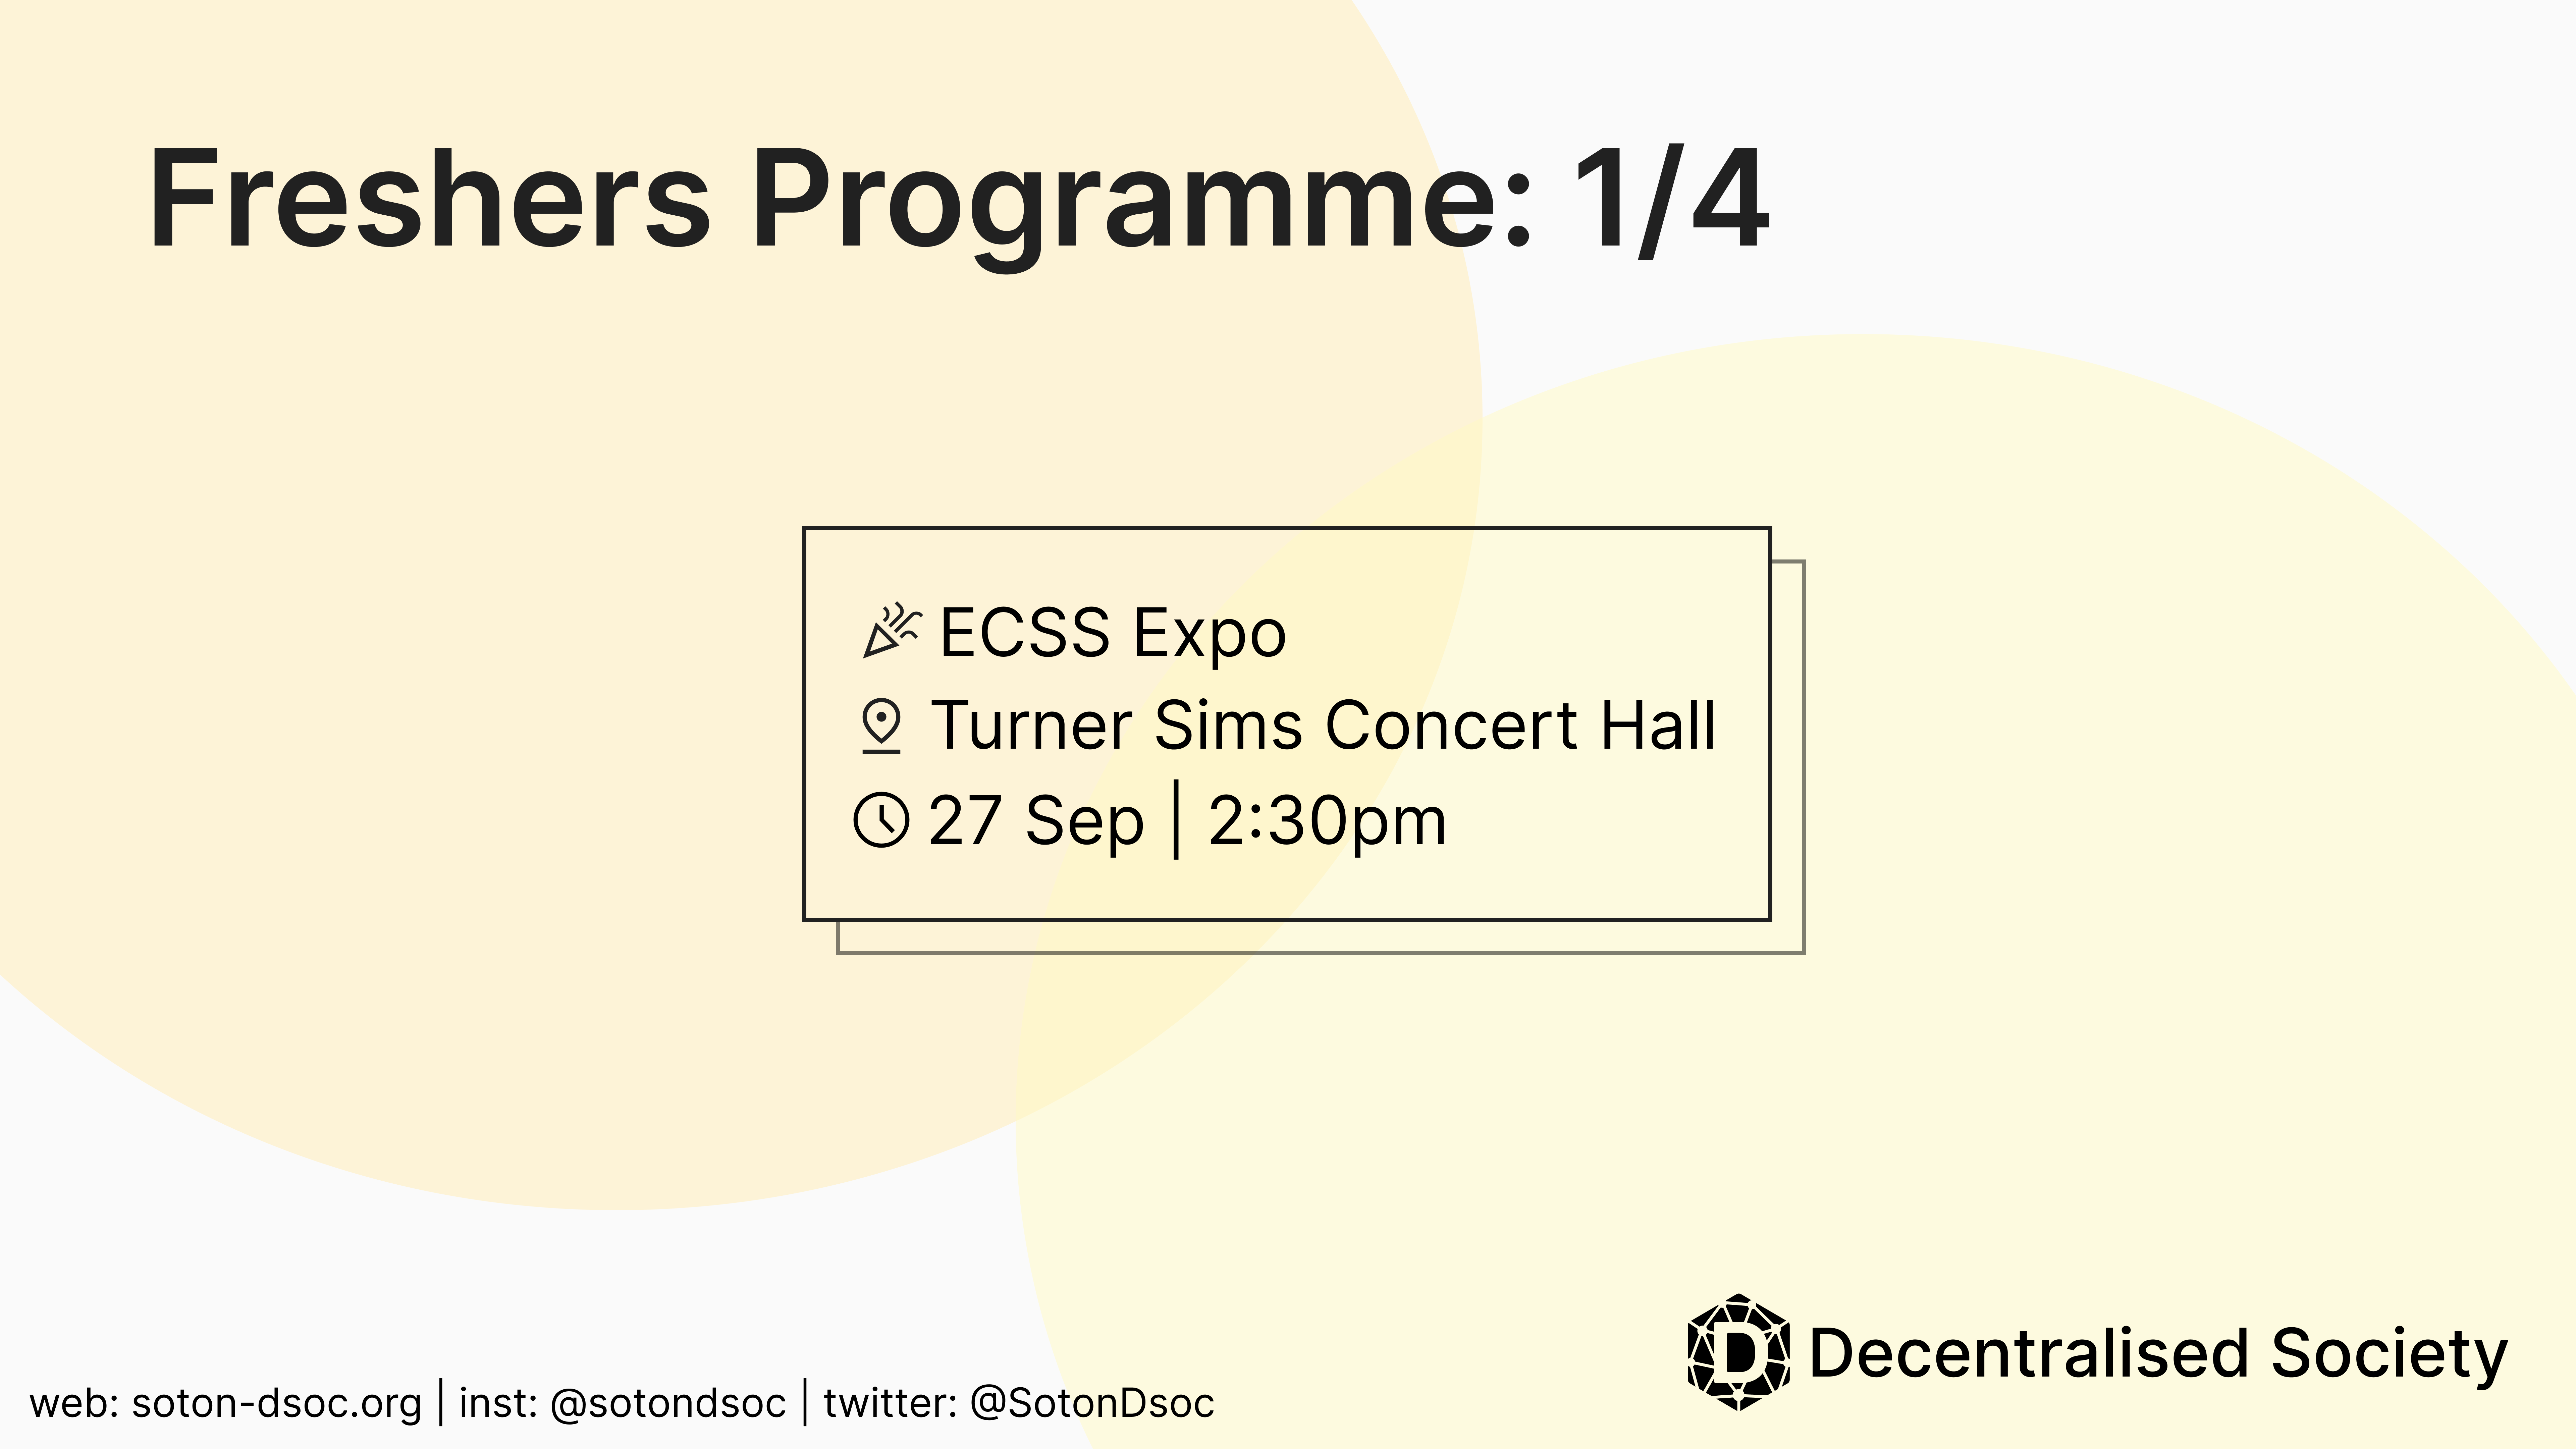 Freshers Programme: 1/4
ECSS Expo
Turner Sims Concert Hall
27 Sep | 2:30pm
D Decentralised Society
web: soton-dsoc.org | inst: @sotondsoc | twitter: @SotonDsoc